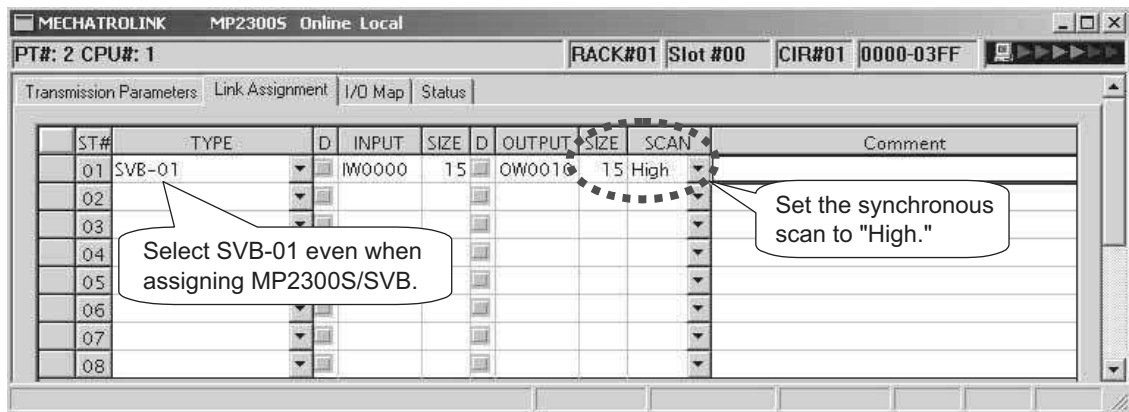 MECHATROLINK MP2300S Online Local
PT#: 2 CPU#: 1 RACK#01 Slot #00 CIR#01 0000-03FF
Transmission Parameters Link Assignment I/O Map Status
ST# TYPE D INPUT SIZE D OUTPUT SIZE SCAN Comment
01 SVB-01 IW0000 15 OW0010 15 High
02
03
04
05
06
07
08
Select SVB-01 even when
assigning MP2300S/SVB.
Set the synchronous
scan to "High."